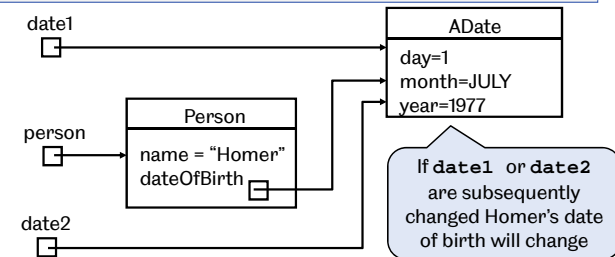 date1
ADate
day=1
month=JULY
year=1977
Person
person
name = “Homer”
dateOfBirth
date2
If date1 or date2
are subsequently
changed Homer’s date
of birth will change